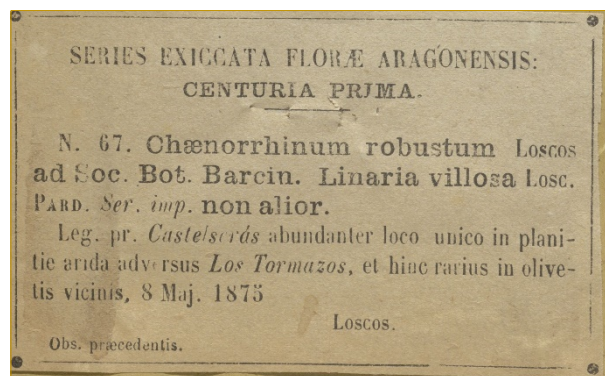 SERIES EXICCATA FLORÆ ARAGONENSIS:
CENTURIA PRIMA.
N. 67. Chænorrhinum robustum Loscos
ad Soc. Bot. Barcin. Linaria villosa Losc.
PARD. Ser. imp. non alior.
Leg. pr. Castelserás abundanter loco unico in plani-
tie arida adversus Los Tormazos, et hinc rarius in olive-
tis vicinis, 8 Maj. 1875
Loscos.
Obs. præcedentis.